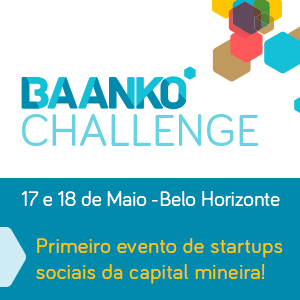 BAANKO
CHALLENGE
17 e 18 de Maio - Belo Horizonte
Primeiro evento de startups
sociais da capital mineira!